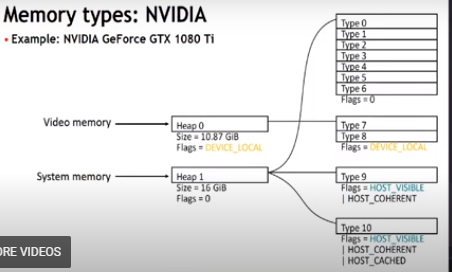 Memory types: NVIDIA
• Example: NVIDIA GeForce GTX 1080 Ti
Type 0
Type 1
Type 2
Type 3
Type 4
Type 5
Type 6
Flags = 0
Video memory
Heap 0
Size = 10.87 GiB
Flags = DEVICE_LOCAL
Type 7
Type 8
Flags = DEVICE_LOCAL
System memory
Heap 1
Size = 16 GiB
Flags = 0
Type 9
Flags = HOST_VISIBLE
| HOST_COHERENT
Type 10
Flags = HOST_VISIBLE
| HOST_COHERENT
| HOST_CACHED
ORE VIDEOS